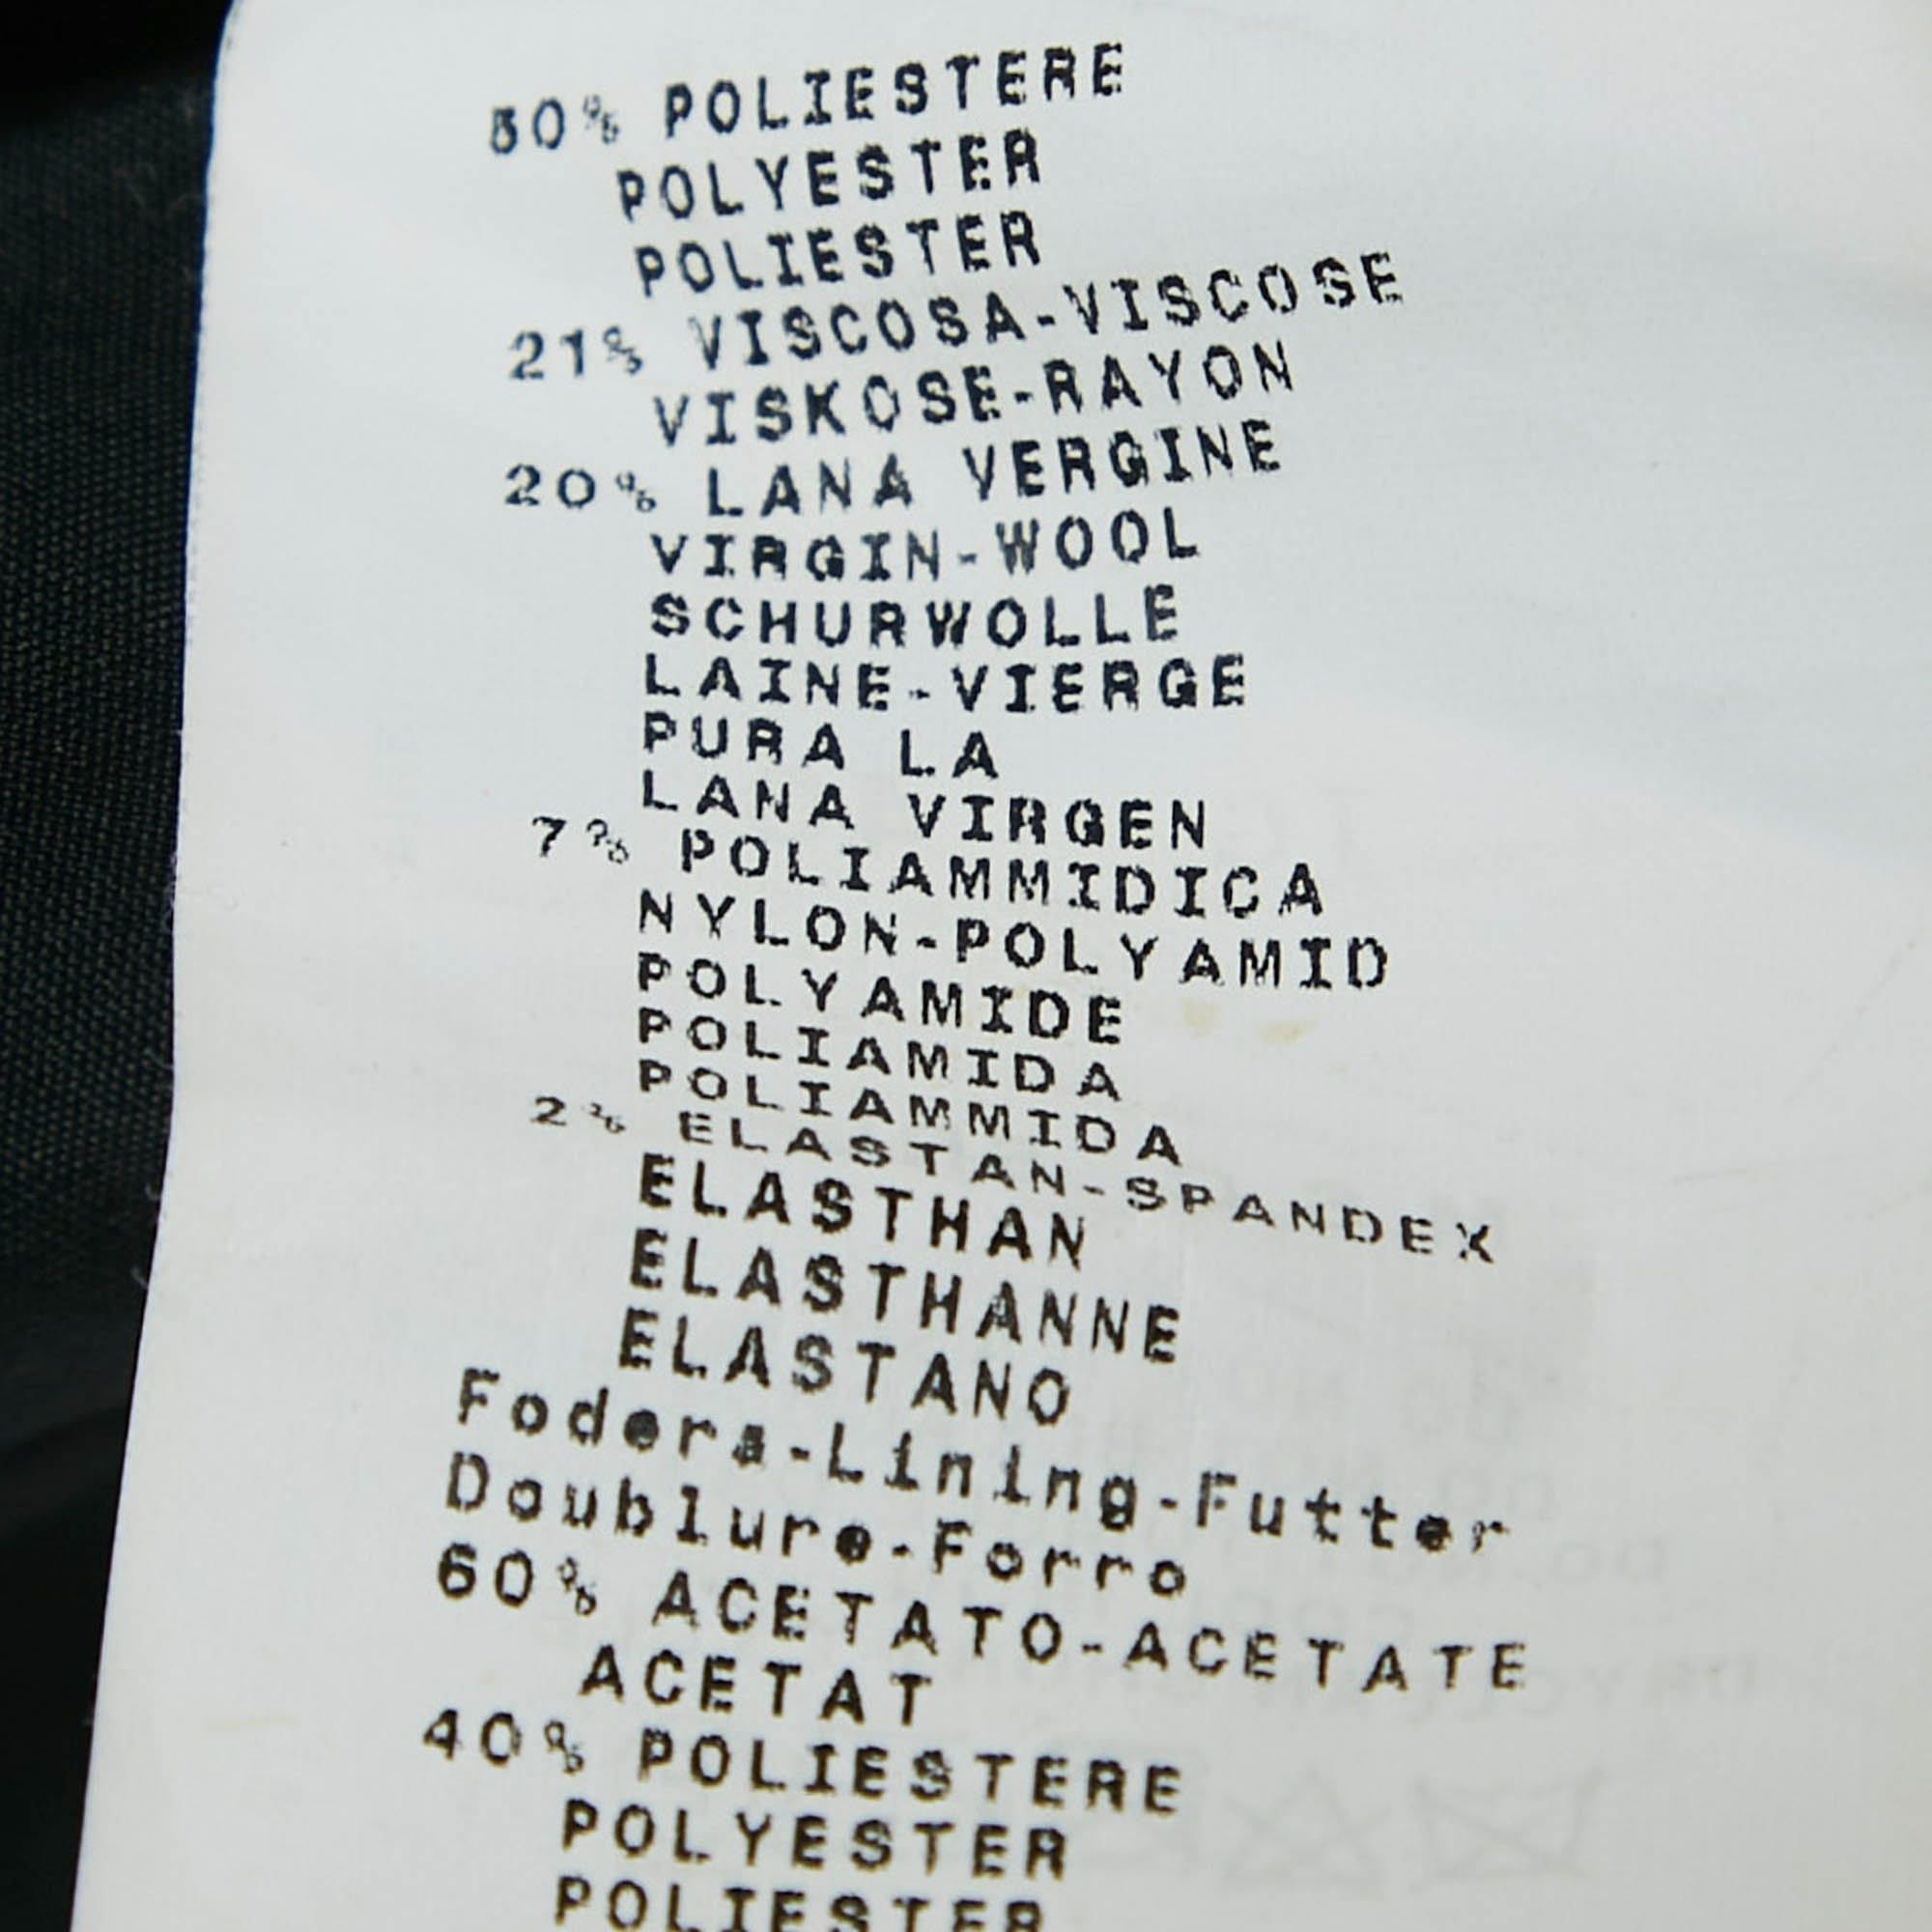 50% POLIESTERE
POLYESTER
POLIESTER
21% VISCOSA-VISCOSE
VISKOSE-RAYON
20% LANA VERGINE
VIRGIN-WOOL
SCHURWOLLE
LAINE-VIERGE
PURA LA
LANA VIRGEN
7% POLIAMMIDICA
NYLON-POLYAMID
POLYAMIDE
POLIAMIDA
POLIAMMIDA
2% ELASTAN-SPANDEX
ELASTHAN
ELASTHANNE
ELASTANO
Fodera-Lining-Futter
Doublure-Forro
60% ACETATO-ACETATE
ACETAT
40% POLIESTERE
POLYESTER
POLIESTER